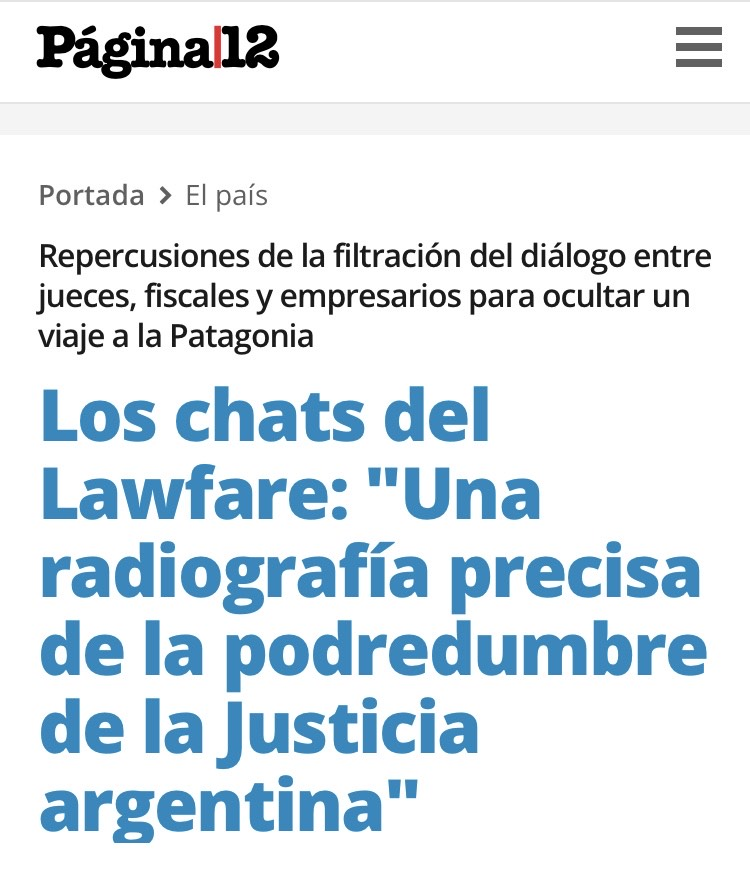 Página|12
Portada > El país
Repercusiones de la filtración del diálogo entre
jueces, fiscales y empresarios para ocultar un
viaje a la Patagonia
Los chats del
Lawfare: "Una
radiografía precisa
de la podredumbre
de la Justicia
argentina"